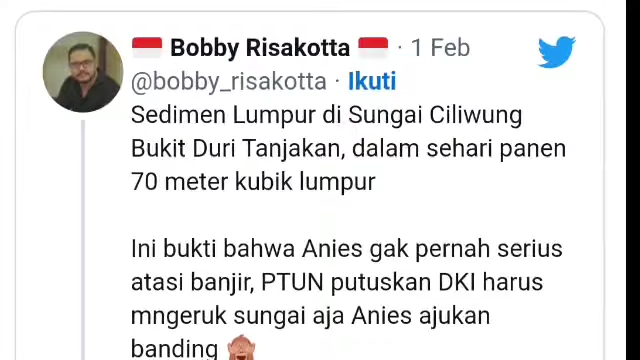 🇮🇩 Bobby Risakotta 🇮🇩 · 1 Feb
@bobby_risakotta · Ikuti
Sedimen Lumpur di Sungai Ciliwung
Bukit Duri Tanjakan, dalam sehari panen
70 meter kubik lumpur
Ini bukti bahwa Anies gak pernah serius
atasi banjir, PTUN putuskan DKI harus
mngeruk sungai aja Anies ajukan
banding 🙈